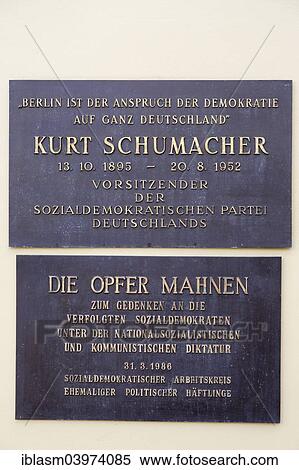 „BERLIN IST DER ANSPRUCH DER DEMOKRATIE
AUF GANZ DEUTSCHLAND”
KURT SCHUMACHER
13. 10. 1895 – 20. 8. 1952
VORSITZENDER
DER
SOZIALDEMOKRATISCHEN PARTEI
DEUTSCHLANDS
DIE OPFER MAHNEN
ZUM GEDENKEN AN DIE
VERFOLGTEN SOZIALDEMOKRATEN
UNTER DER NATIONALSOZIALISTISCHEN
UND KOMMUNISTISCHEN DIKTATUR
31. 3. 1986
SOZIALDEMOKRATISCHER ARBEITSKREIS
EHEMALIGER POLITISCHER HÄFTLINGE
FOTOSEARCH
iblasm03974085 www.fotosearch.com